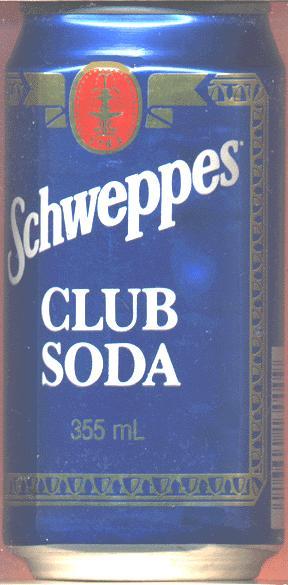 Schweppes
CLUB
SODA
355 mL